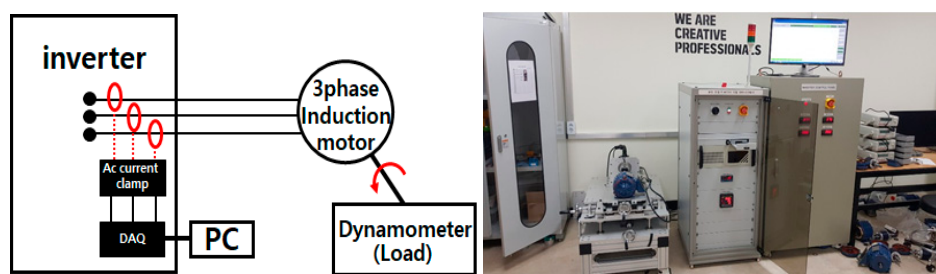 inverter
3phase
Induction
motor
Ac current
clamp
DAQ
PC
Dynamometer
(Load)
WE ARE
CREATIVE
PROFESSIONALS